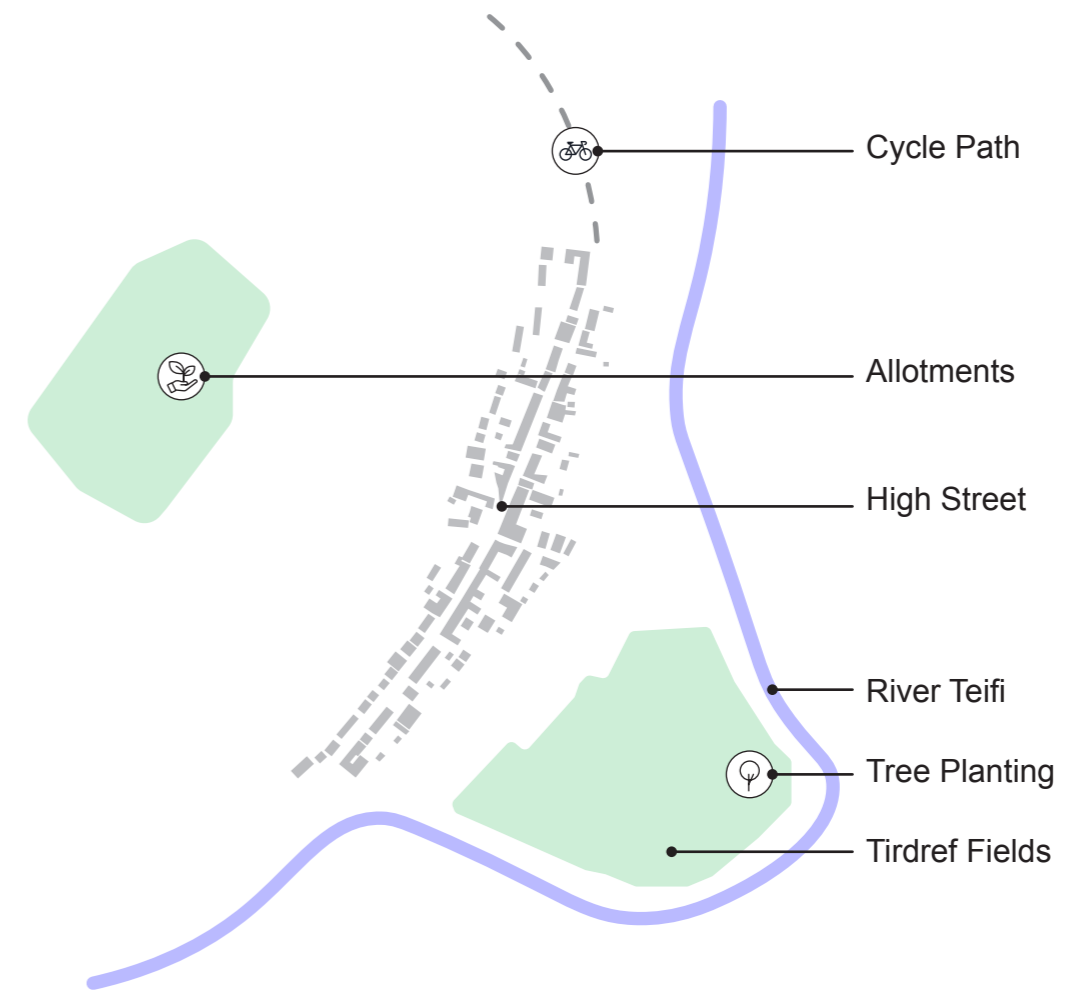 Cycle Path
Allotments
High Street
River Teifi
Tree Planting
Tirdref Fields